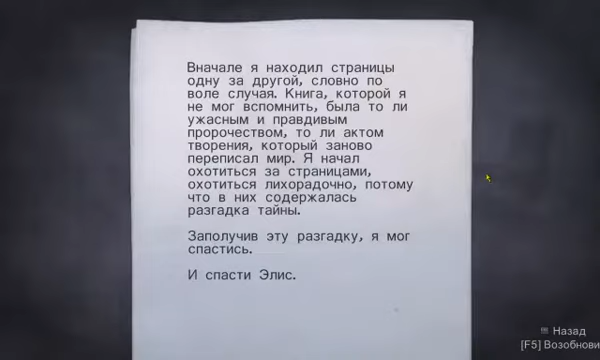 Вначале я находил страницы
одну за другой, словно по
воле случая. Книга, которой я
не мог вспомнить, была то ли
ужасным и правдивым
пророчеством, то ли актом
творения, который заново
переписал мир. Я начал
охотиться за страницами,
охотиться лихорадочно, потому
что в них содержалась
разгадка тайны.
Заполучив эту разгадку, я мог
спастись.
И спасти Элис.
Назад
[F5] Возобнови